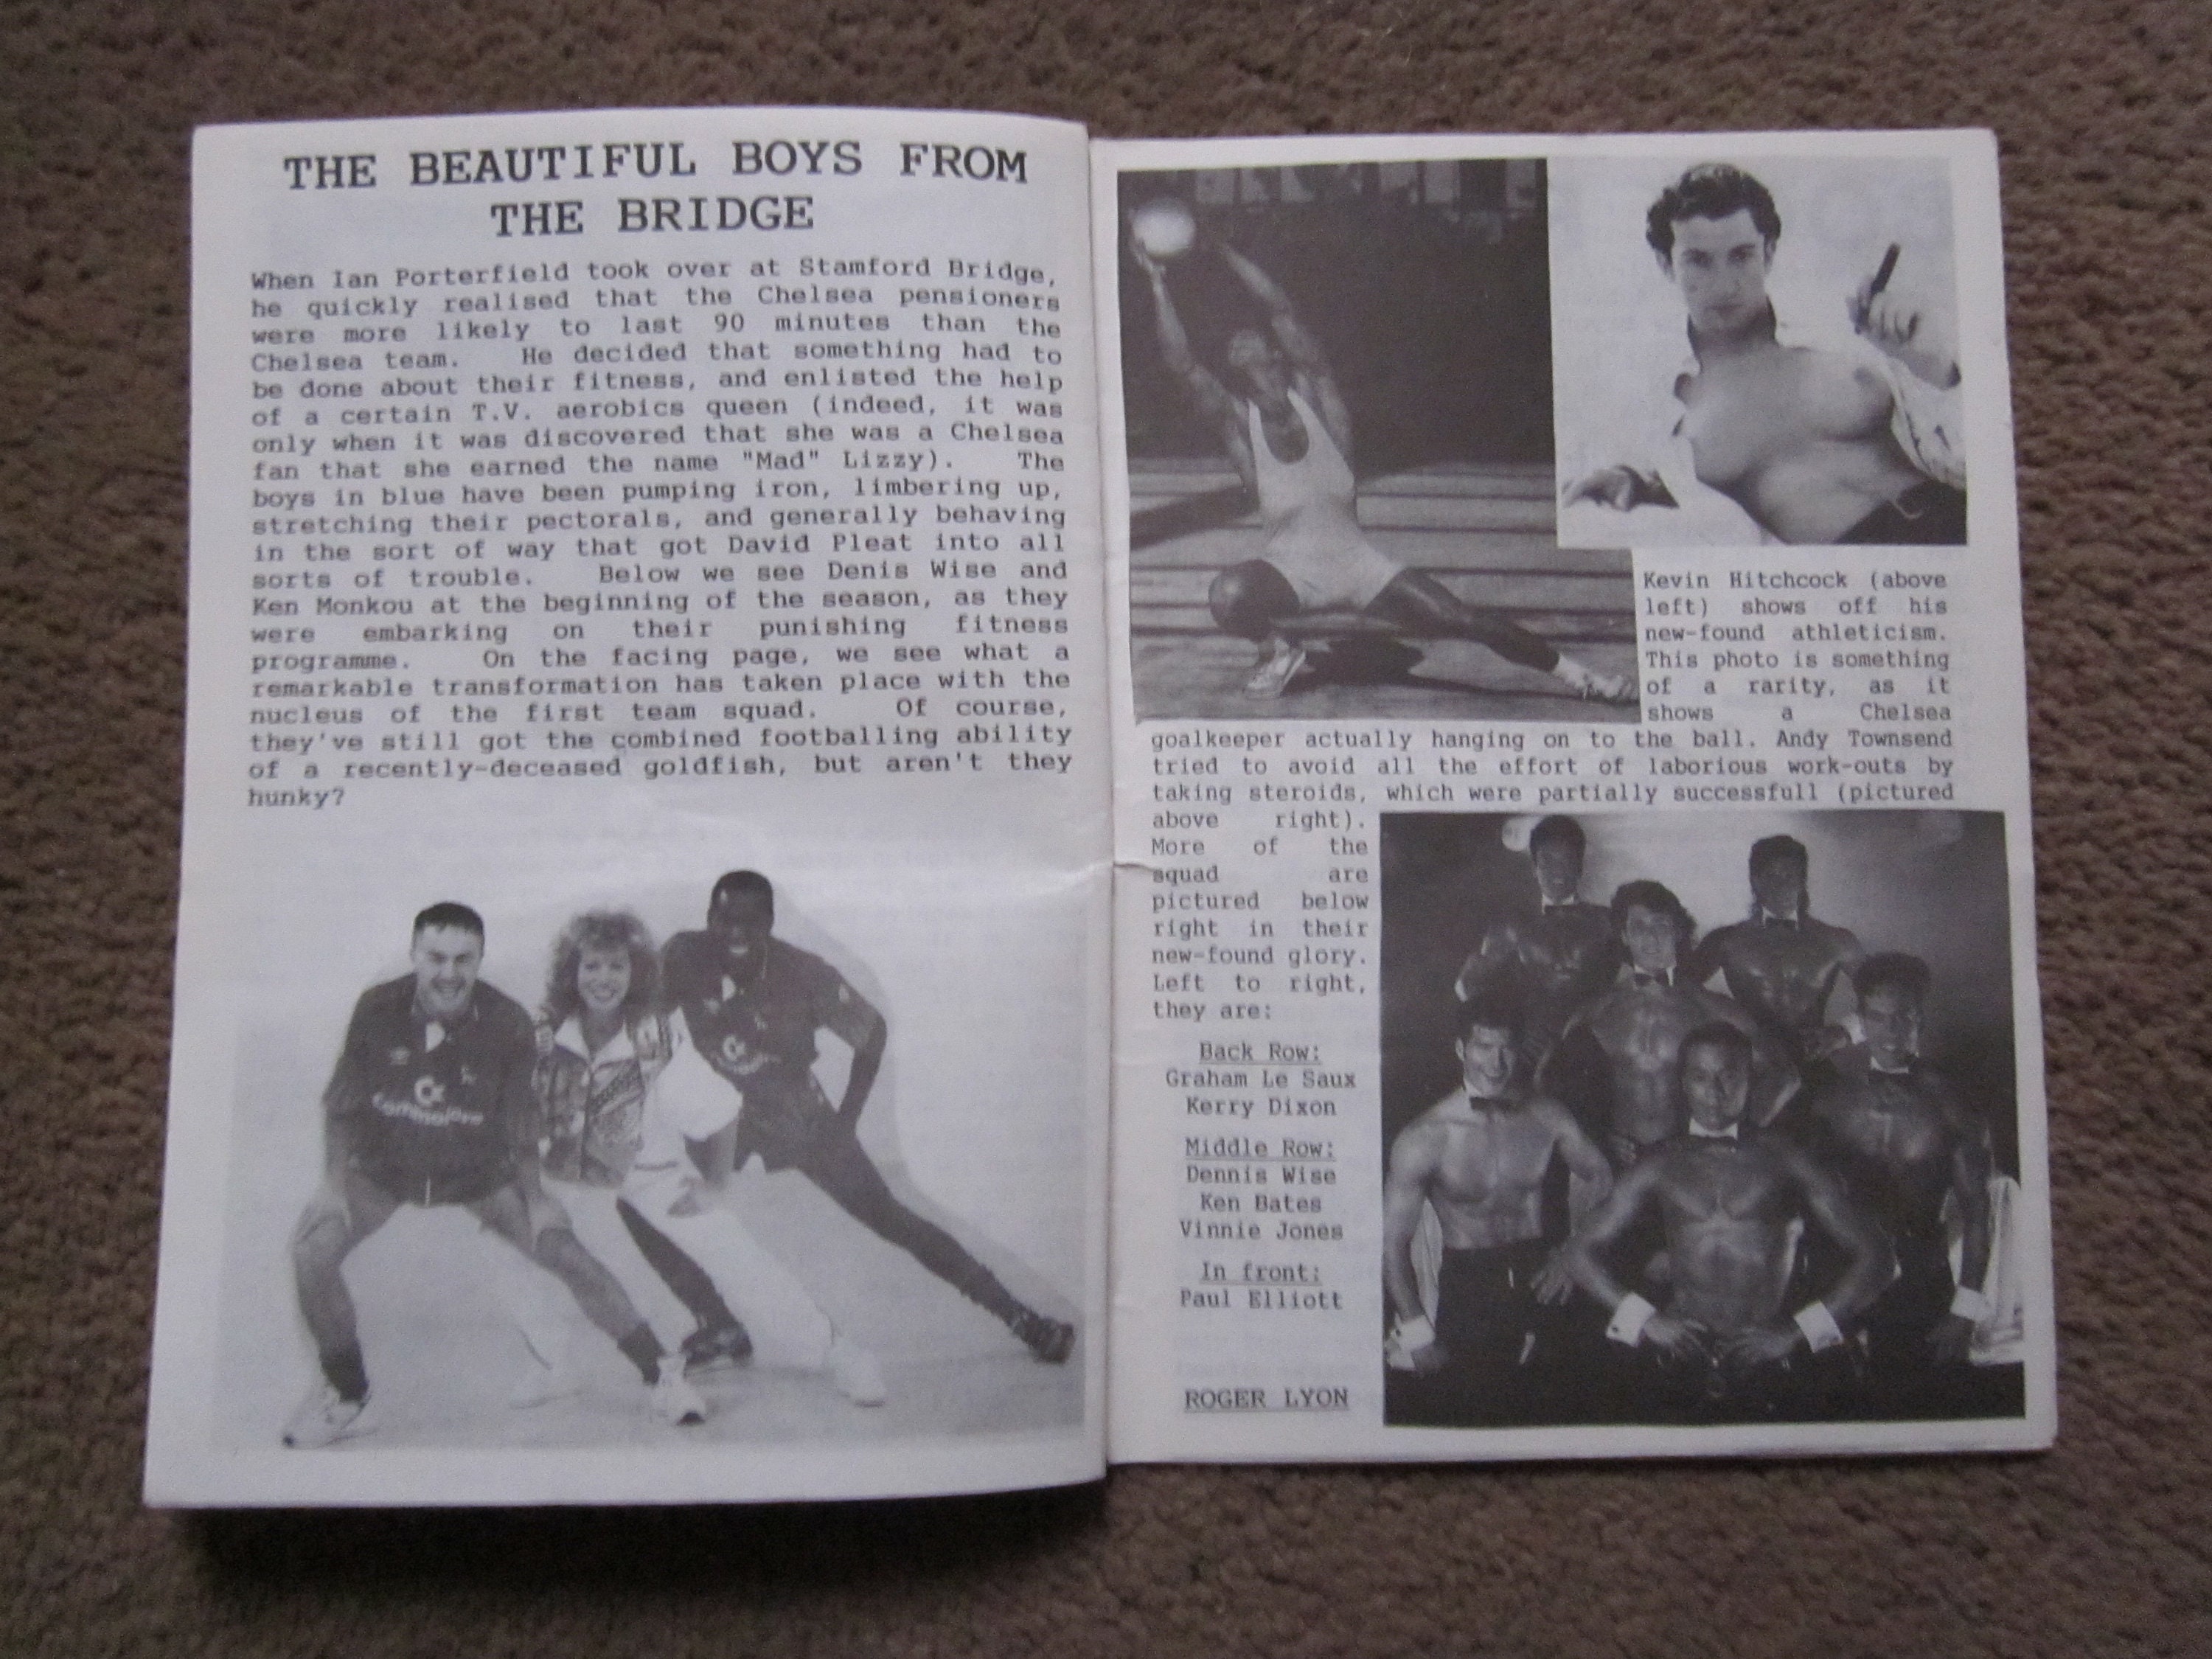 THE BEAUTIFUL BOYS FROM
THE BRIDGE
When Ian Porterfield took over at Stamford Bridge,
he quickly realised that the Chelsea pensioners
were more likely to last 90 minutes than the
Chelsea team. He decided that something had to
be done about their fitness, and enlisted the help
of a certain T.V. aerobics queen (indeed, it was
only when it was discovered that she was a Chelsea
fan that she earned the name "Mad" Lizzy). The
boys in blue have been pumping iron, limbering up,
stretching their pectorals, and generally behaving
in the sort of way that got David Pleat into all
sorts of trouble. Below we see Denis Wise and
Ken Monkou at the beginning of the season, as they
were embarking on their punishing fitness
programme. On the facing page, we see what a
remarkable transformation has taken place with the
nucleus of the first team squad. Of course,
they've still got the combined footballing ability
of a recently-deceased goldfish, but aren't they
hunky?
Commodore
Kevin Hitchcock (above
left) shows off his
new-found athleticism.
This photo is something
of a rarity, as it
shows a Chelsea
goalkeeper actually hanging on to the ball. Andy Townsend
tried to avoid all the effort of laborious work-outs by
taking steroids, which were partially successfull (pictured
above right).
More of the
squad are
pictured below
right in their
new-found glory.
Left to right,
they are:
Back Row:
Graham Le Saux
Kerry Dixon
Middle Row:
Dennis Wise
Ken Bates
Vinnie Jones
In front:
Paul Elliott
ROGER LYON